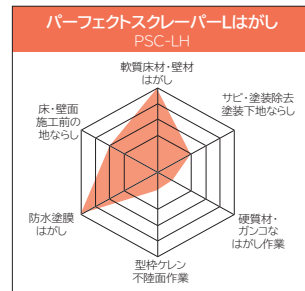 パーフェクトスクレーパーLはがし
PSC-LH
軟質床材・壁材
はがし
サビ・塗装除去
塗装下地ならし
床・壁面
施工前の
地ならし
防水塗膜
はがし
硬質材・
ガンコな
はがし作業
型枠ケレン
不陸面作業